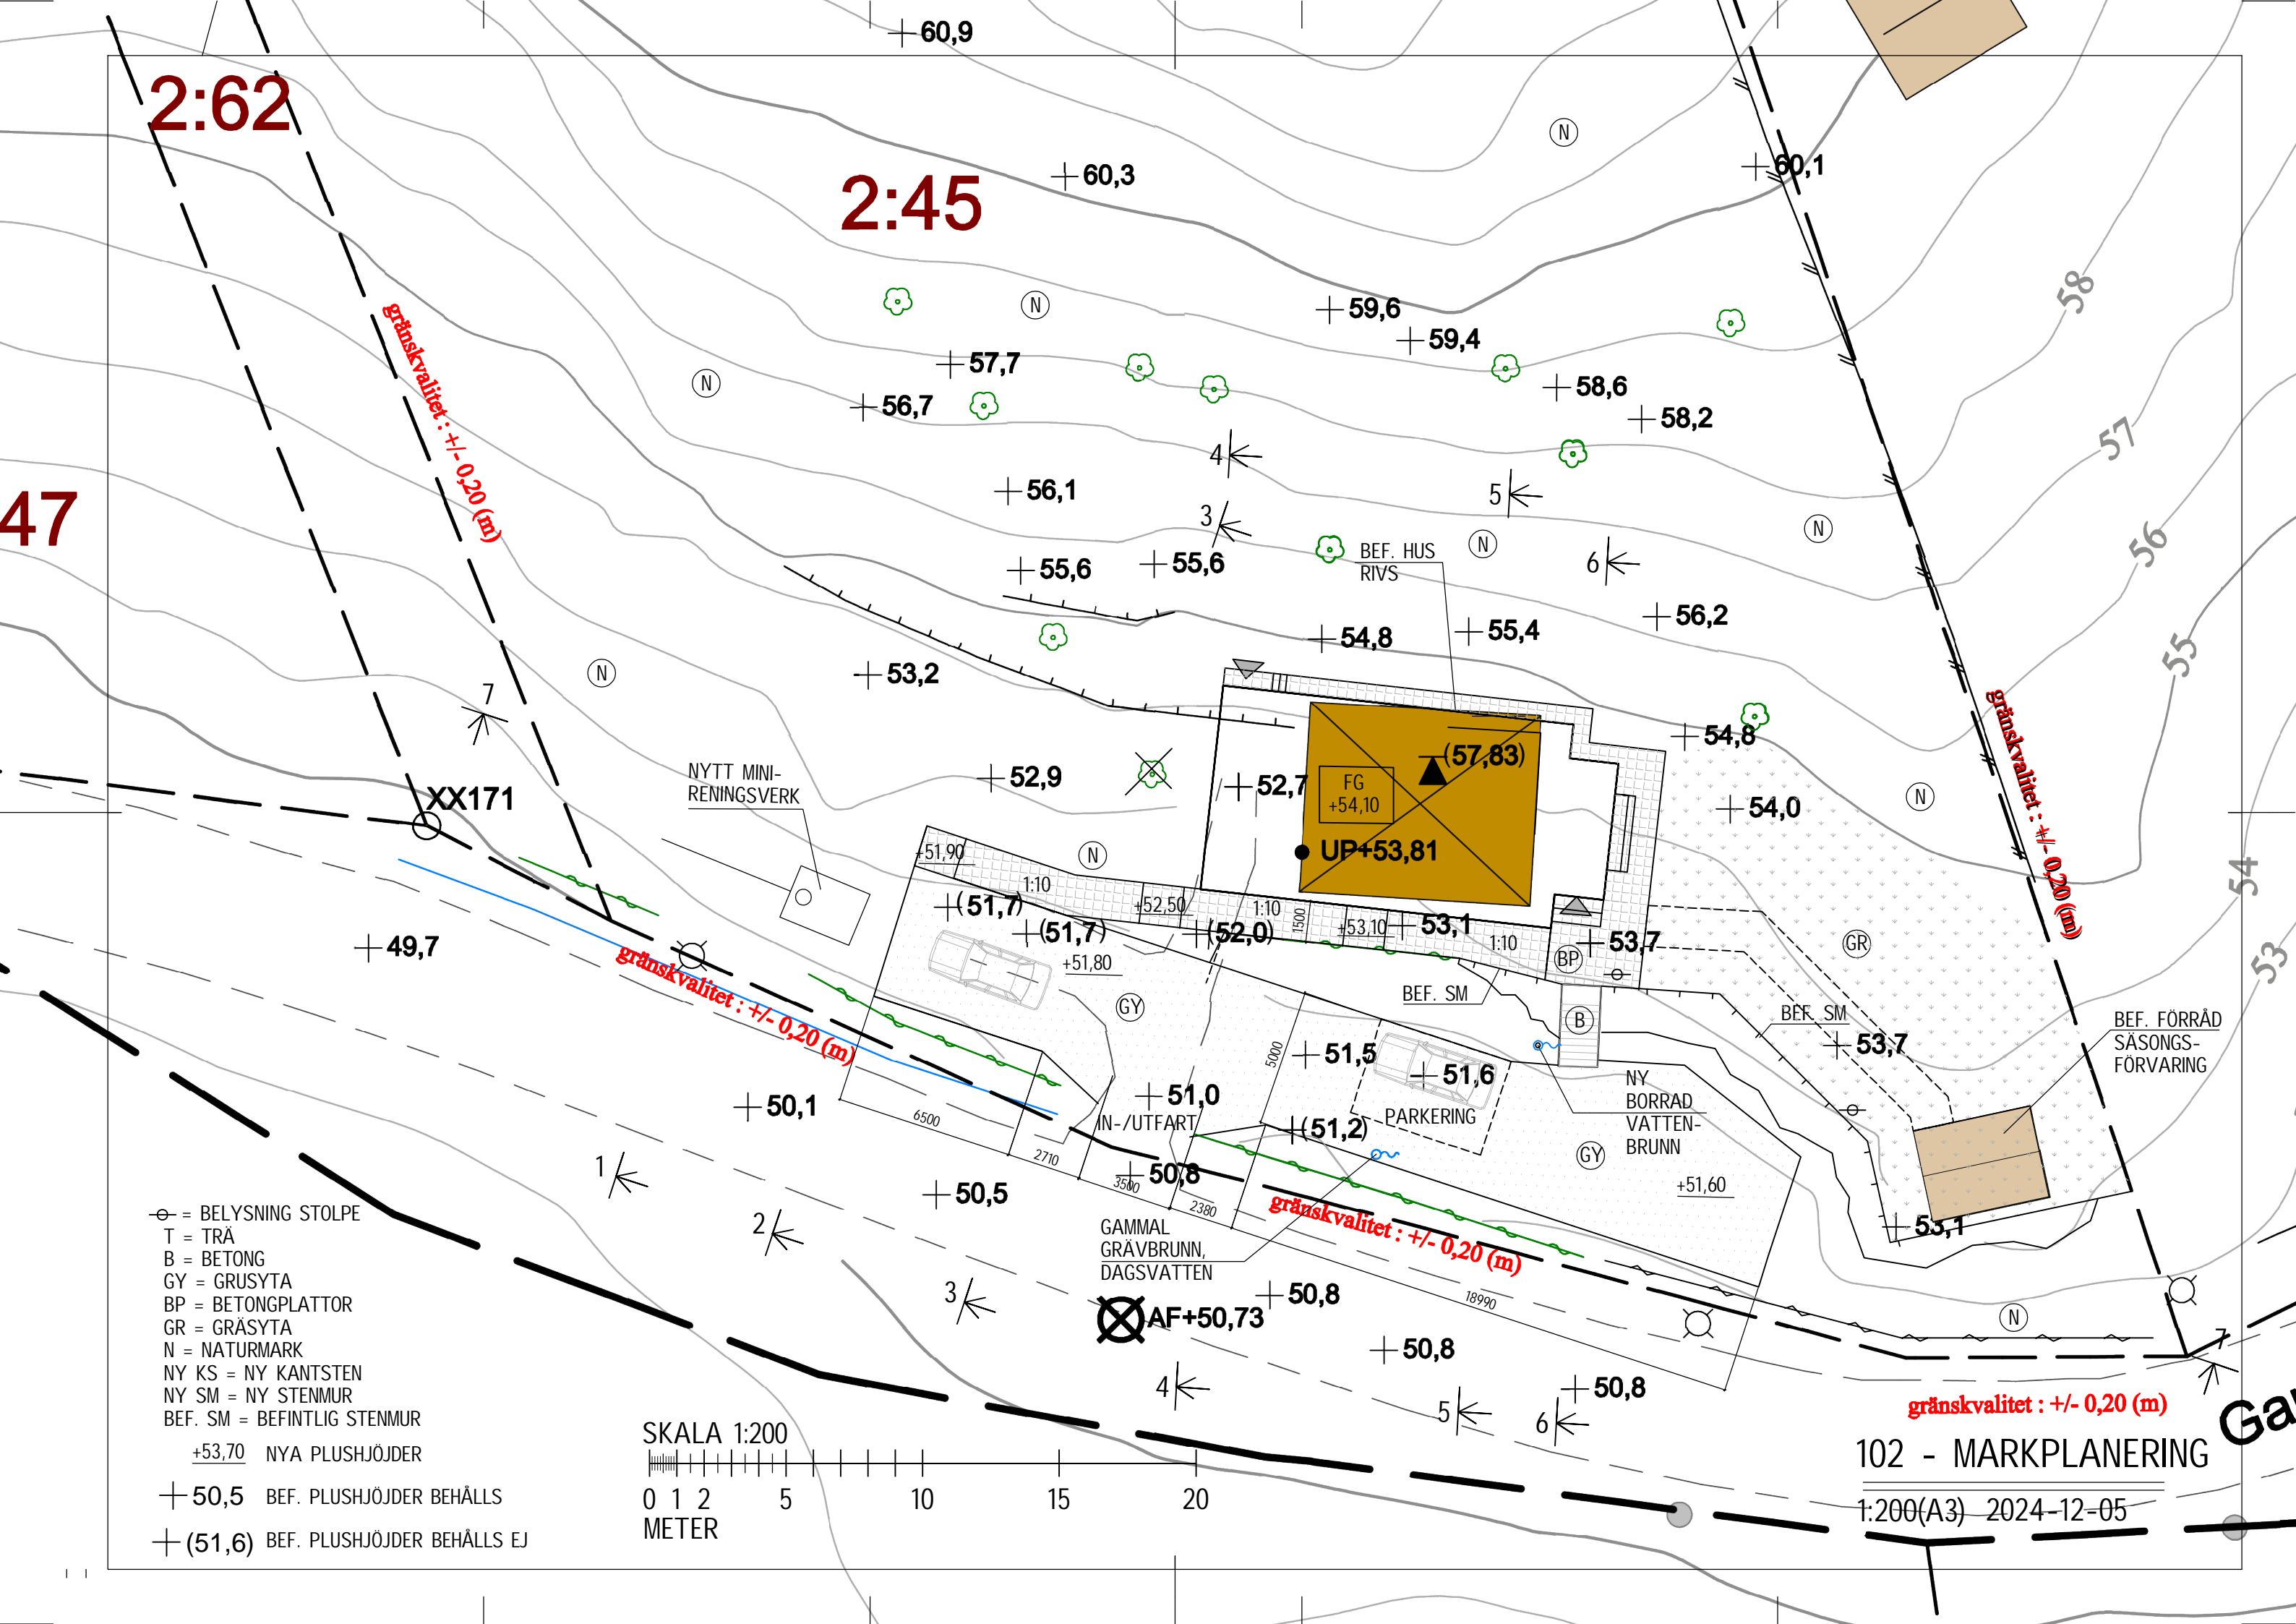 60,9
2:62
N
60,3
60,1
2:45
58
N
59,6
59,4
57,7
N
58,6
56,7
58,2
57
gränskvalitet : +/- 0,20 (m)
4
56,1
5
47
3
N
N
56
BEF. HUS
RIVS
55,6
55,6
6
56,2
55,4
54,8
55
53,2
N
7
54,8
gränskvalitet : +/- 0,20 (m)
(57,83)
NYTT MINI-
RENINGSVERK
52,9
52,7
FG
+54,10
XX171
54,0
N
UP+53,81
+51,90
N
1:10
54
(51,7)
+52,50
1:10
1500
+53,10
53,1
1:10
53,7
GR
49,7
(51,7)
(52,0)
BP
53
gränskvalitet : +/- 0,20 (m)
+51,80
BEF. SM
GY
B
BEF. SM
BEF. FÖRRÅD
SÄSONGS-
FÖRVARING
53,7
5000
51,5
51,6
NY
BORRAD
VATTEN-
BRUNN
50,1
6500
51,0
IN-/UTFART
PARKERING
(51,2)
2710
GY
1
50,8
3500
+51,60
50,5
2380
gränskvalitet : +/- 0,20 (m)
53,1
2
GAMMAL
GRÄVBRUNN,
DAGSVATTEN
3
50,8
18990
AF+50,73
N
7
50,8
4
50,8
5
6
gränskvalitet : +/- 0,20 (m)
Ga
= BELYSNING STOLPE
T = TRÄ
B = BETONG
GY = GRUSYTA
BP = BETONGPLATTOR
GR = GRÄSYTA
N = NATURMARK
NY KS = NY KANTSTEN
NY SM = NY STENMUR
BEF. SM = BEFINTLIG STENMUR
+53,70 NYA PLUSHJÖJDER
50,5 BEF. PLUSHJÖJDER BEHÅLLS
(51,6) BEF. PLUSHJÖJDER BEHÅLLS EJ
SKALA 1:200
0 1 2 5 10 15 20
METER
102 - MARKPLANERING
1:200(A3) 2024-12-05